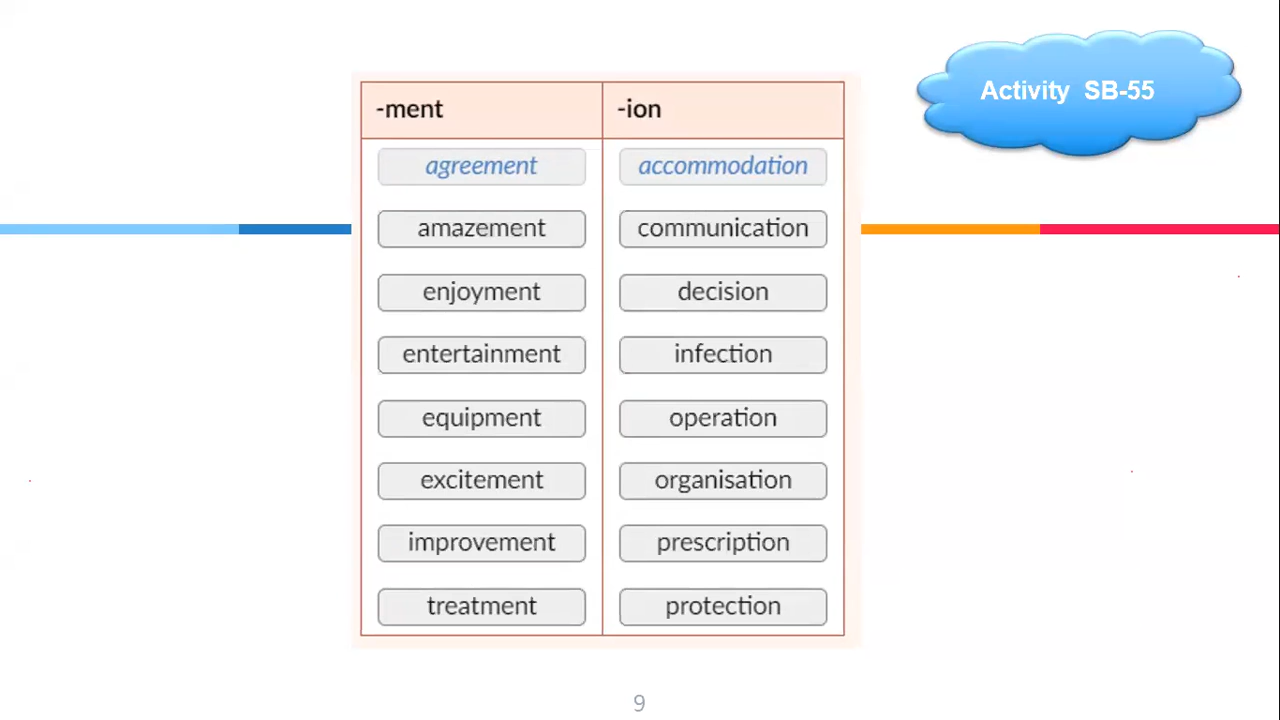 Activity SB-55
-ment -ion
agreement accommodation
amazement communication
enjoyment decision
entertainment infection
equipment operation
excitement organisation
improvement prescription
treatment protection
9